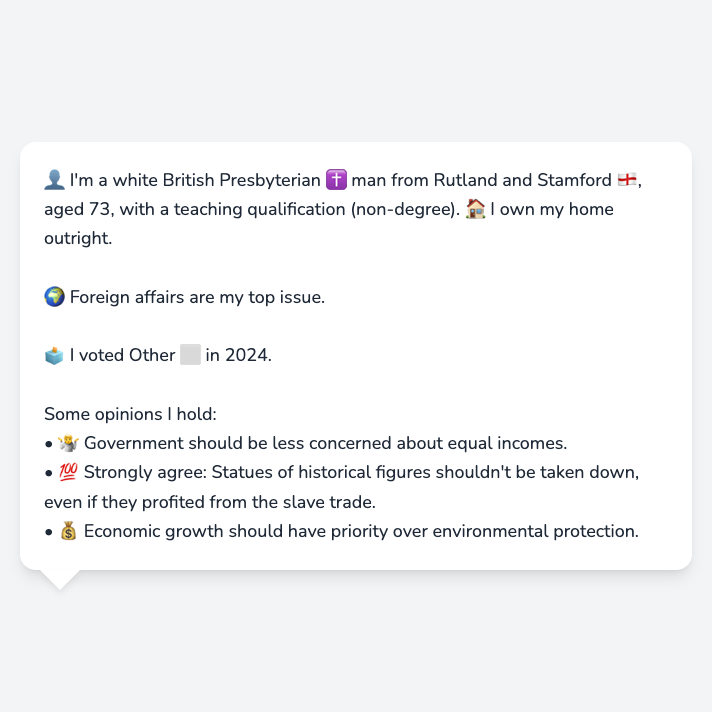 👤 I'm a white British Presbyterian ✝️ man from Rutland and Stamford 🏴󠁧󠁢󠁥󠁮󠁧󠁿,
aged 73, with a teaching qualification (non-degree). 🏠 I own my home
outright.
🌍 Foreign affairs are my top issue.
🗳️ I voted Other ⬜ in 2024.
Some opinions I hold:
• 🤷 Government should be less concerned about equal incomes.
• 💯 Strongly agree: Statues of historical figures shouldn't be taken down,
even if they profited from the slave trade.
• 💰 Economic growth should have priority over environmental protection.